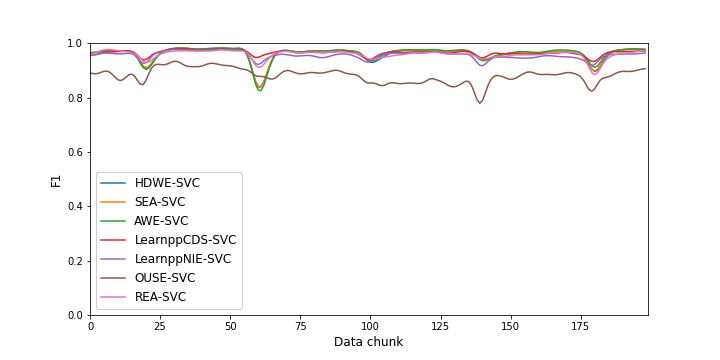 1.0
0.8
0.6
0.4
0.2
0.0
F1
HDWE-SVC
SEA-SVC
AWE-SVC
LearnppCDS-SVC
LearnppNIE-SVC
OUSE-SVC
REA-SVC
0 25 50 75 100 125 150 175
Data chunk